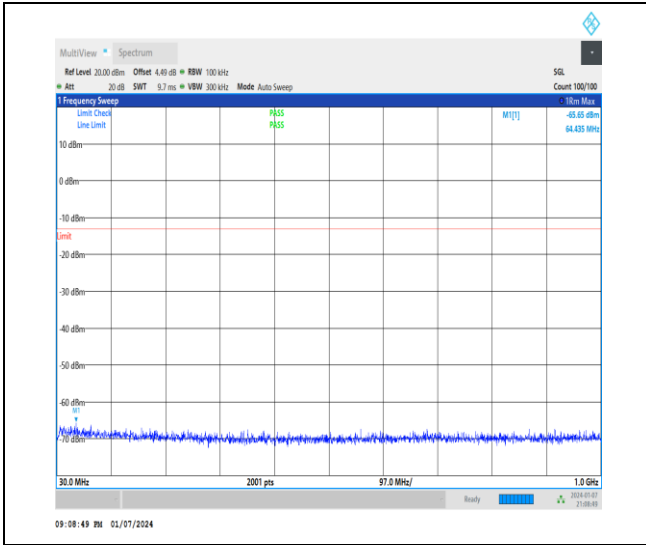 MultiView Spectrum
Ref Level 20.00 dBm Offset 4.49 dB RBW 100 kHz SGL
Att 20 dB SWT 9.7 ms VBW 300 kHz Mode Auto Sweep Count 100/100
1 Frequency Sweep 1Rm Max
Limit Check PASS M1[1] -65.65 dBm
Line Limit PASS 64.435 MHz
10 dBm
0 dBm
-10 dBm
Limit
-20 dBm
-30 dBm
-40 dBm
-50 dBm
-60 dBm
M1
-70 dBm
30.0 MHz 2001 pts 97.0 MHz/ 1.0 GHz
Ready 2024-01-07
21:08:49
09:08:49 PM 01/07/2024